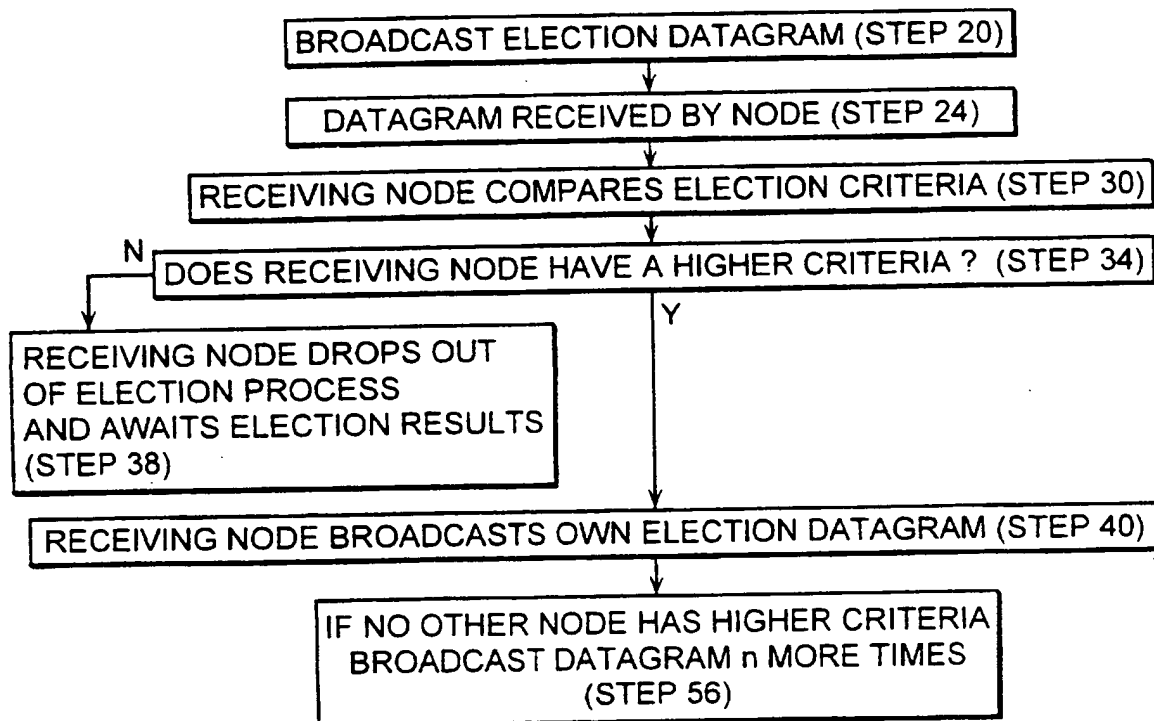 BROADCAST ELECTION DATAGRAM (STEP 20)
DATAGRAM RECEIVED BY NODE (STEP 24)
RECEIVING NODE COMPARES ELECTION CRITERIA (STEP 30)
N
DOES RECEIVING NODE HAVE A HIGHER CRITERIA ? (STEP 34)
Y
RECEIVING NODE DROPS OUT
OF ELECTION PROCESS
AND AWAITS ELECTION RESULTS
(STEP 38)
RECEIVING NODE BROADCASTS OWN ELECTION DATAGRAM (STEP 40)
IF NO OTHER NODE HAS HIGHER CRITERIA
BROADCAST DATAGRAM n MORE TIMES
(STEP 56)